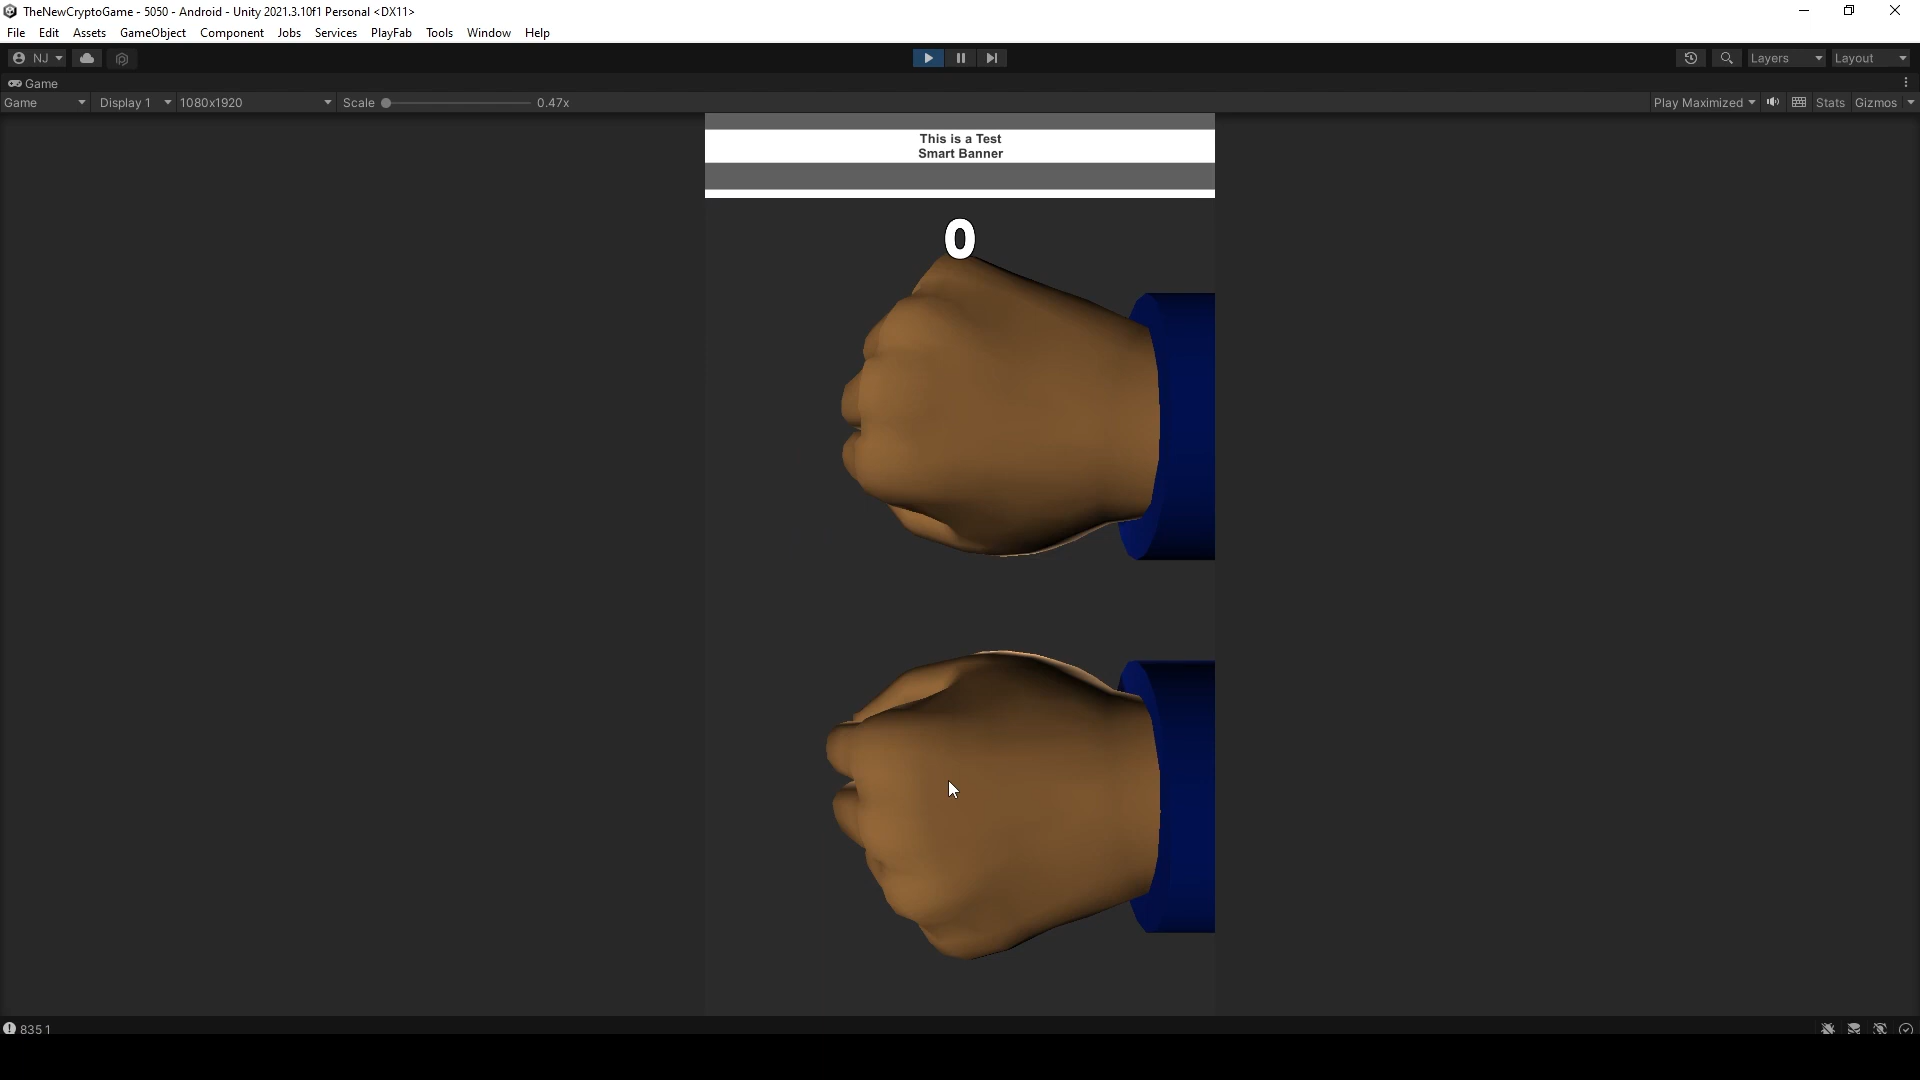 TheNewCryptoGame - 5050 - Android - Unity 2021.3.10f1 Personal <DX11>
File Edit Assets GameObject Component Jobs Services PlayFab Tools Window Help
NJ Layers Layout
Game
Game Display 1 1080x1920 Scale 0.47x Play Maximized Stats Gizmos
This is a Test
Smart Banner
0
835 1